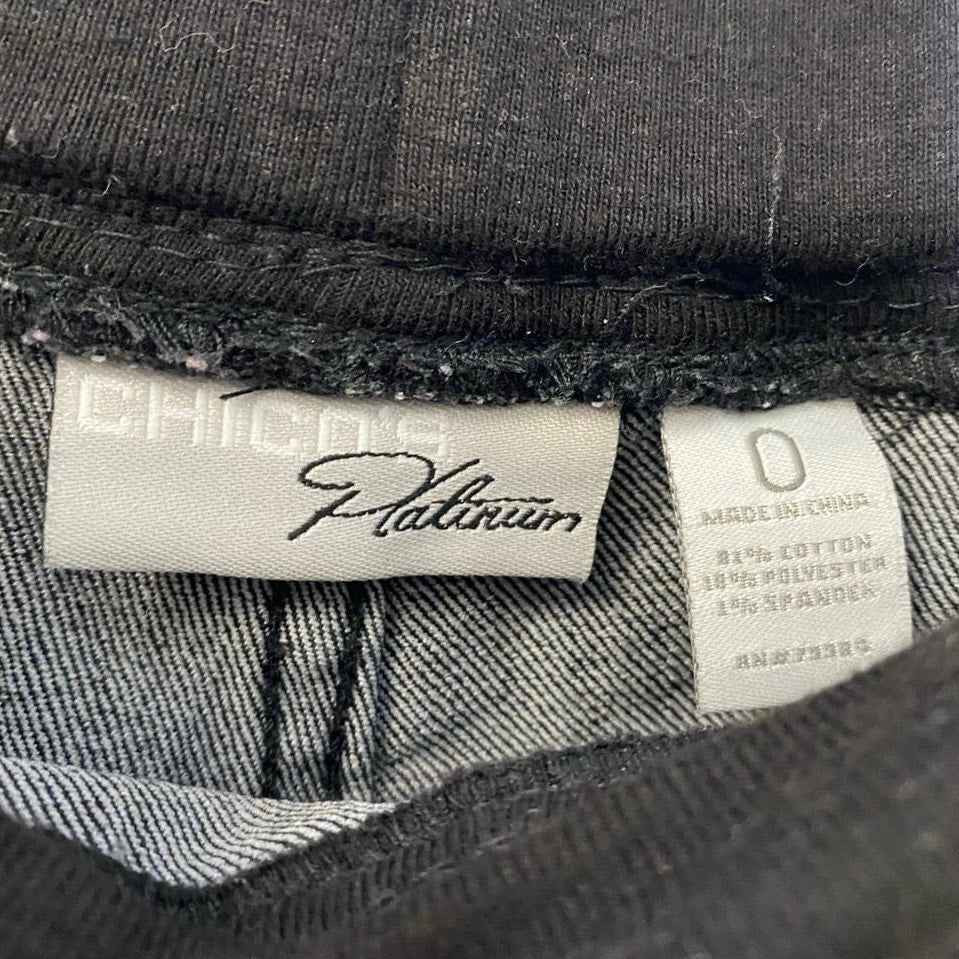 CHICO'S
Platinum
0
MADE IN CHINA
81% COTTON
18% POLYESTER
1% SPANDEX